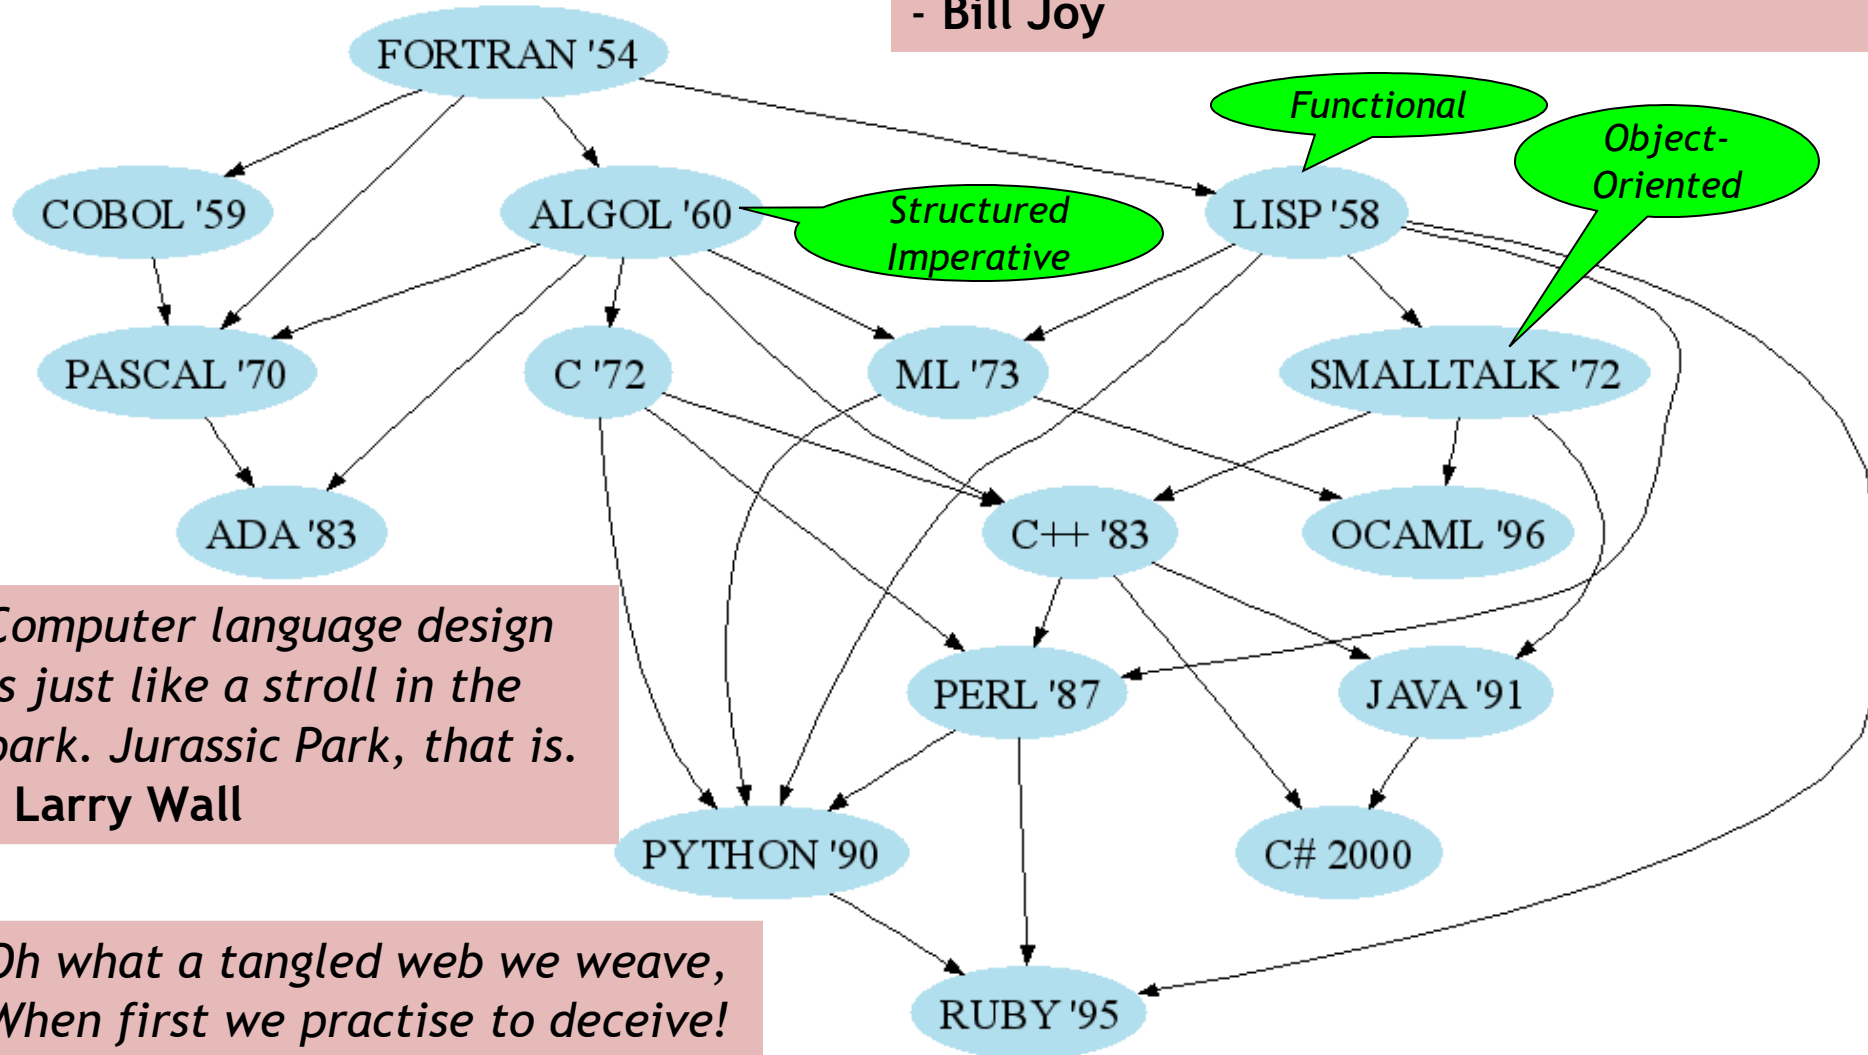 - Bill Joy
FORTRAN '54
Functional
Object-
Oriented
COBOL '59
ALGOL '60
Structured
Imperative
LISP '58
PASCAL '70
C '72
ML '73
SMALLTALK '72
ADA '83
C++ '83
OCAML '96
Computer language design
s just like a stroll in the
park. Jurassic Park, that is.
Larry Wall
PERL '87
JAVA '91
PYTHON '90
C# 2000
Oh what a tangled web we weave,
When first we practise to deceive!
RUBY '95